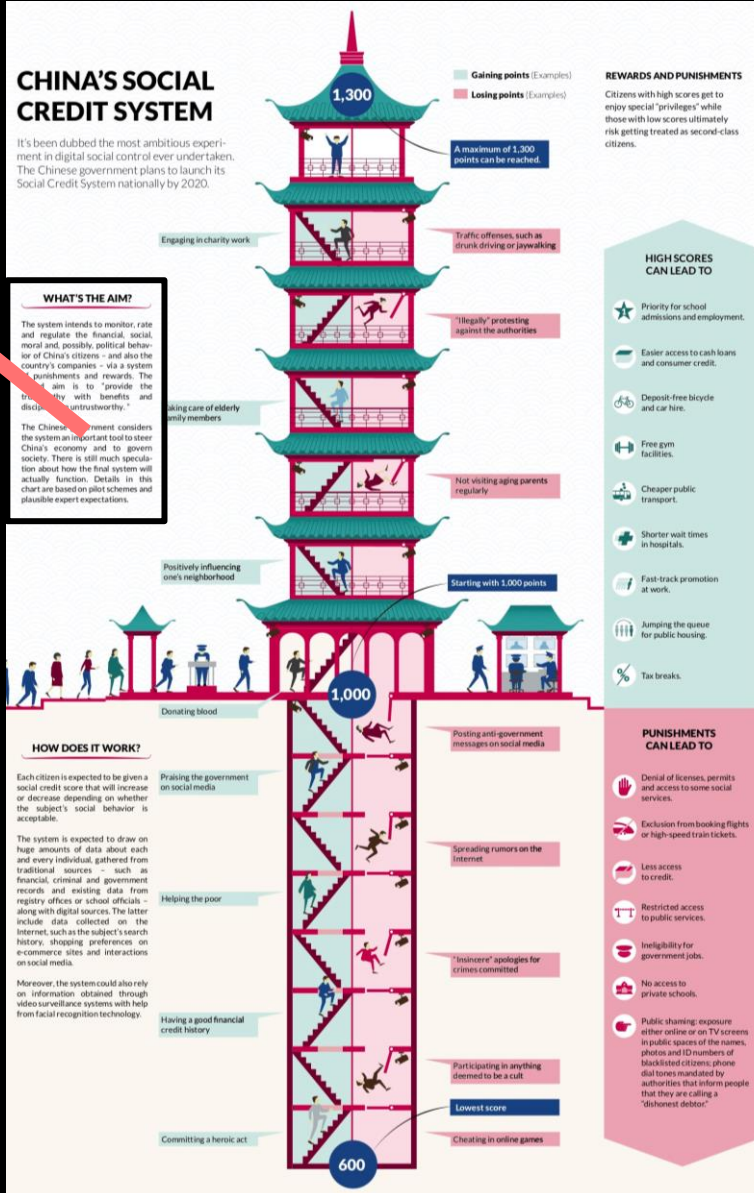 CHINA'S SOCIAL
CREDIT SYSTEM
It's been dubbed the most ambitious experi-
ment in digital social control ever undertaken.
The Chinese government plans to launch its
Social Credit System nationally by 2020.
Gaining points (Examples)
Losing points (Examples)
REWARDS AND PUNISHMENTS
Citizens with high scores get to
enjoy special "privileges" while
those with low scores ultimately
risk getting treated as second-class
citizens.
1,300
A maximum of 1,300
points can be reached.
Engaging in charity work
Traffic offenses, such as
drunk driving or jaywalking
"Illegally" protesting
against the authorities
taking care of elderly
family members
Not visiting aging parents
regularly
Positively influencing
one's neighborhood
Starting with 1,000 points
1,000
WHAT'S THE AIM?
The system intends to monitor, rate
and regulate the financial, social,
moral and, possibly, political behav-
ior of China's citizens – and also the
country's companies – via a system
punishments and rewards. The
aim is to "provide the
with benefits and
untrustworthy."
The Chinese
considers
the system an important tool to steer
China's economy and to govern
society. There is still much specula-
tion about how the final system will
actually function. Details in this
chart are based on pilot schemes and
plausible expert expectations.
HIGH SCORES
CAN LEAD TO
Priority for school
admissions and employment.
Easier access to cash loans
and consumer credit.
Deposit-free bicycle
and car hire.
Free gym
facilities.
Cheaper public
transport.
Shorter wait times
in hospitals.
Fast-track promotion
at work.
Jumping the queue
for public housing.
Tax breaks.
HOW DOES IT WORK?
Each citizen is expected to be given a
social credit score that will increase
or decrease depending on whether
the subject's social behavior is
acceptable.
The system is expected to draw on
huge amounts of data about each
and every individual, gathered from
traditional sources – such as
financial, criminal and government
records and existing data from
registry offices or school officials –
along with digital sources. The latter
include data collected on the
Internet, such as the subject's search
history, shopping preferences on
e-commerce sites and interactions
on social media.
Moreover, the system could also rely
on information obtained through
video surveillance systems with help
from facial recognition technology.
Donating blood
Posting anti-government
messages on social media
Praising the government
on social media
Spreading rumors on the
Internet
Helping the poor
"Insincere" apologies for
crimes committed
Having a good financial
credit history
Participating in anything
deemed to be a cult
Lowest score
Committing a heroic act
Cheating in online games
600
PUNISHMENTS
CAN LEAD TO
Denial of licenses, permits
and access to some social
services.
Exclusion from booking flights
or high-speed train tickets.
Less access
to credit.
Restricted access
to public services.
Ineligibility for
government jobs.
No access to
private schools.
Public shaming: exposure
either online or on TV screens
in public spaces of the names,
photos and ID numbers of
blacklisted citizens; phone
dial tones mandated by
authorities that inform people
that they are calling a
"dishonest debtor."